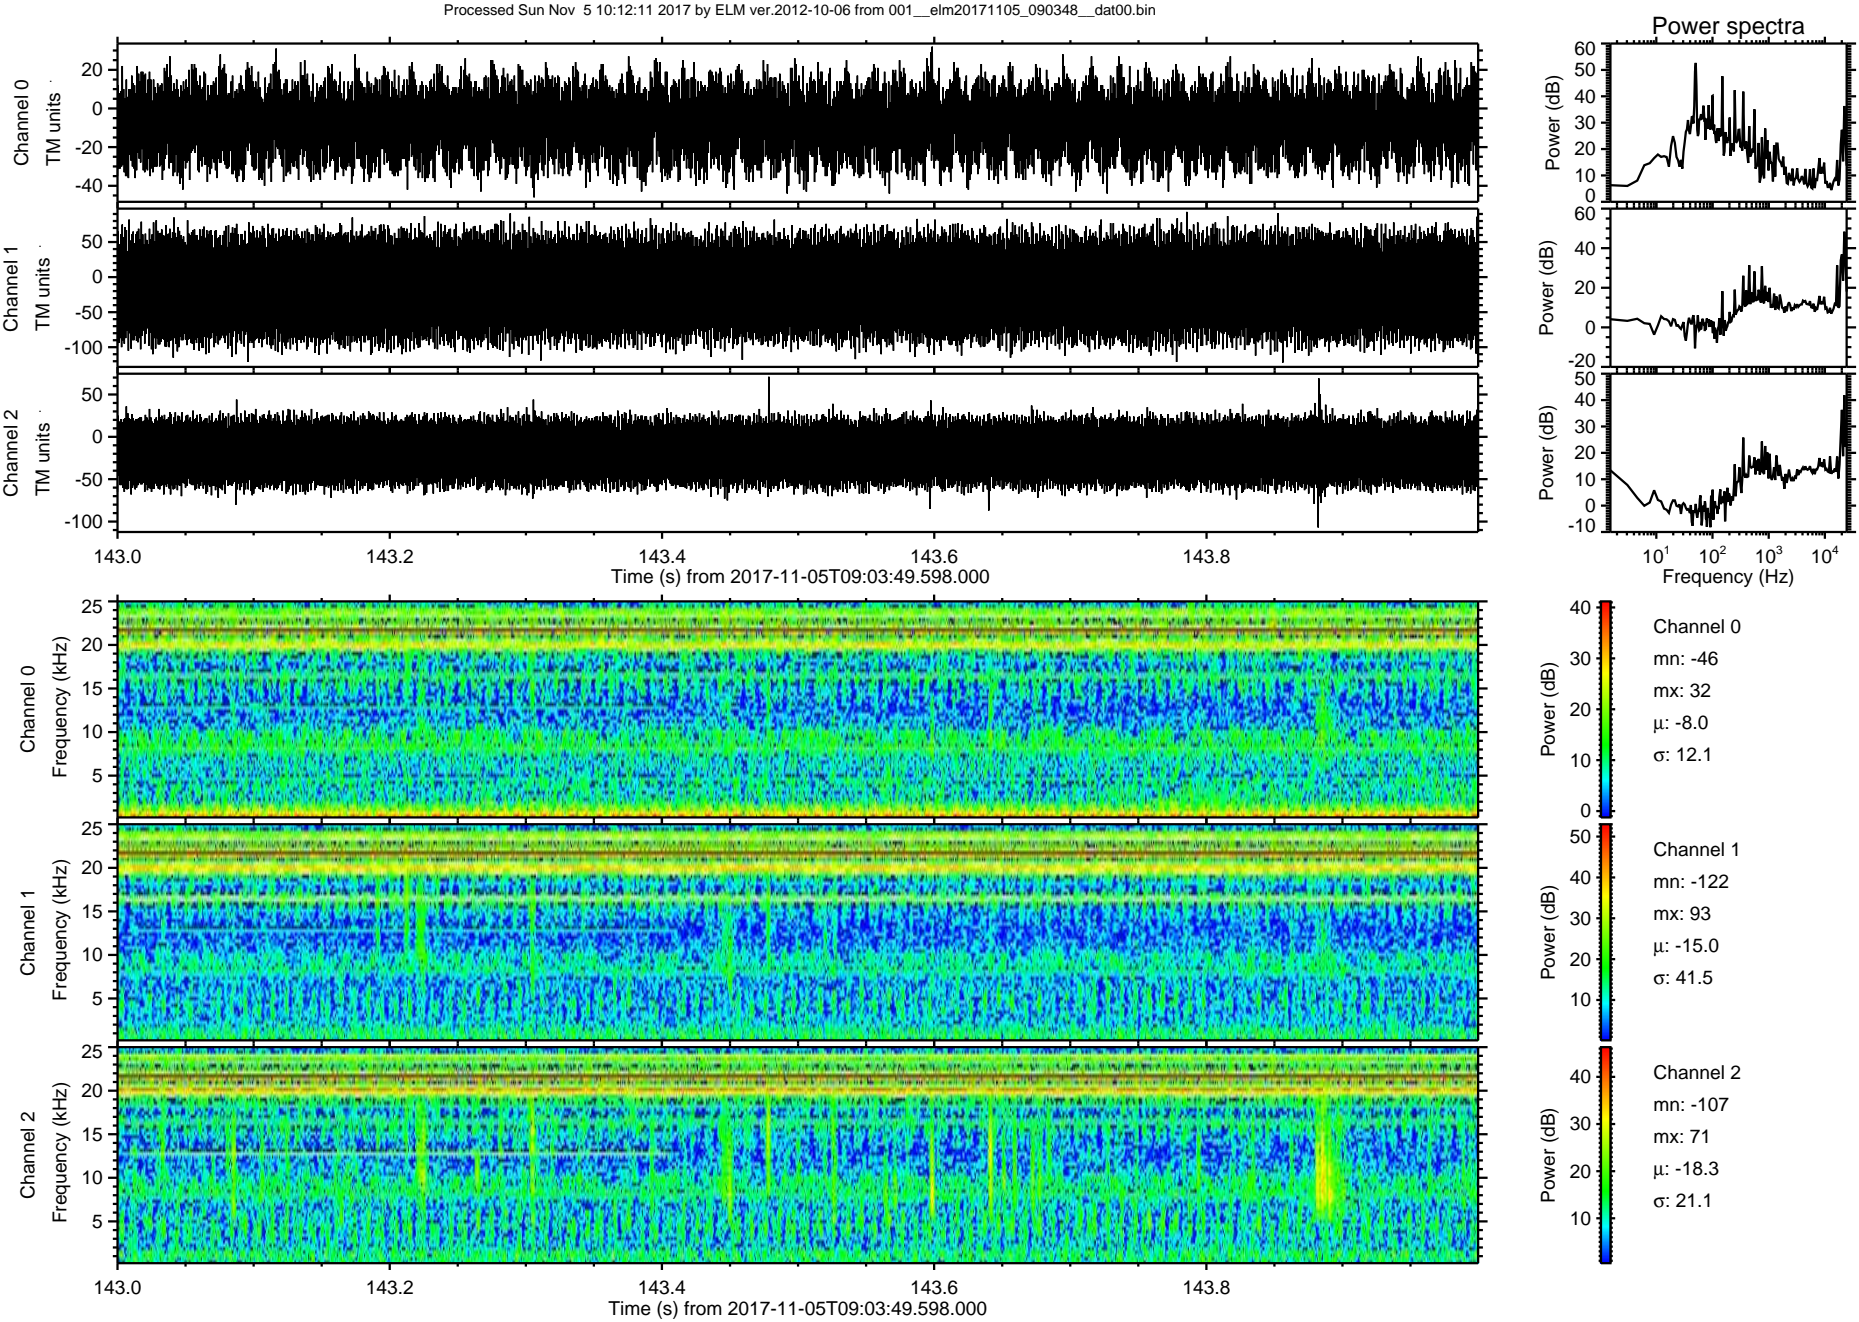 Processed Sun Nov 5 10:12:11 2017 by ELM ver.2012-10-06 from 001__elm20171105_090348__dat00.bin
Power spectra
Channel 0
TM units
20
0
-20
-40
Power (dB)
60
50
40
30
20
10
0
Channel 1
TM units
50
0
-50
-100
Power (dB)
60
40
20
0
-20
Channel 2
TM units
50
0
-50
-100
Power (dB)
50
40
30
20
10
0
-10
143.0 143.2 143.4 143.6 143.8
Time (s) from 2017-11-05T09:03:49.598.000
10^1 10^2 10^3 10^4
Frequency (Hz)
Channel 0
Frequency (kHz)
25
20
15
10
5
Power (dB)
40
30
20
10
0
Channel 0
mn: -46
mx: 32
μ: -8.0
σ: 12.1
Channel 1
Frequency (kHz)
25
20
15
10
5
Power (dB)
50
40
30
20
10
Channel 1
mn: -122
mx: 93
μ: -15.0
σ: 41.5
Channel 2
Frequency (kHz)
25
20
15
10
5
Power (dB)
40
30
20
10
Channel 2
mn: -107
mx: 71
μ: -18.3
σ: 21.1
143.0 143.2 143.4 143.6 143.8
Time (s) from 2017-11-05T09:03:49.598.000